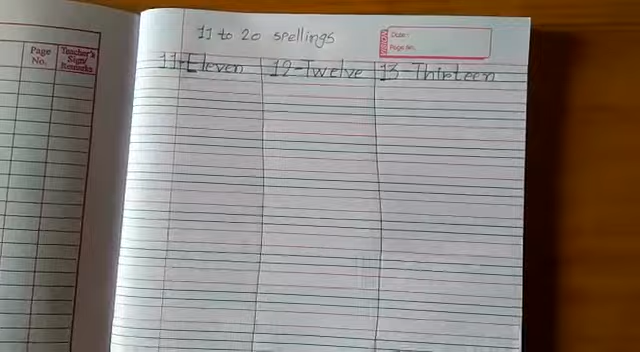 11 to 20 spellings
Date:
Page No.
Page No.
Teacher's Sign/ Remarks
11-Eleven 12-Twelve 13 Thirteen